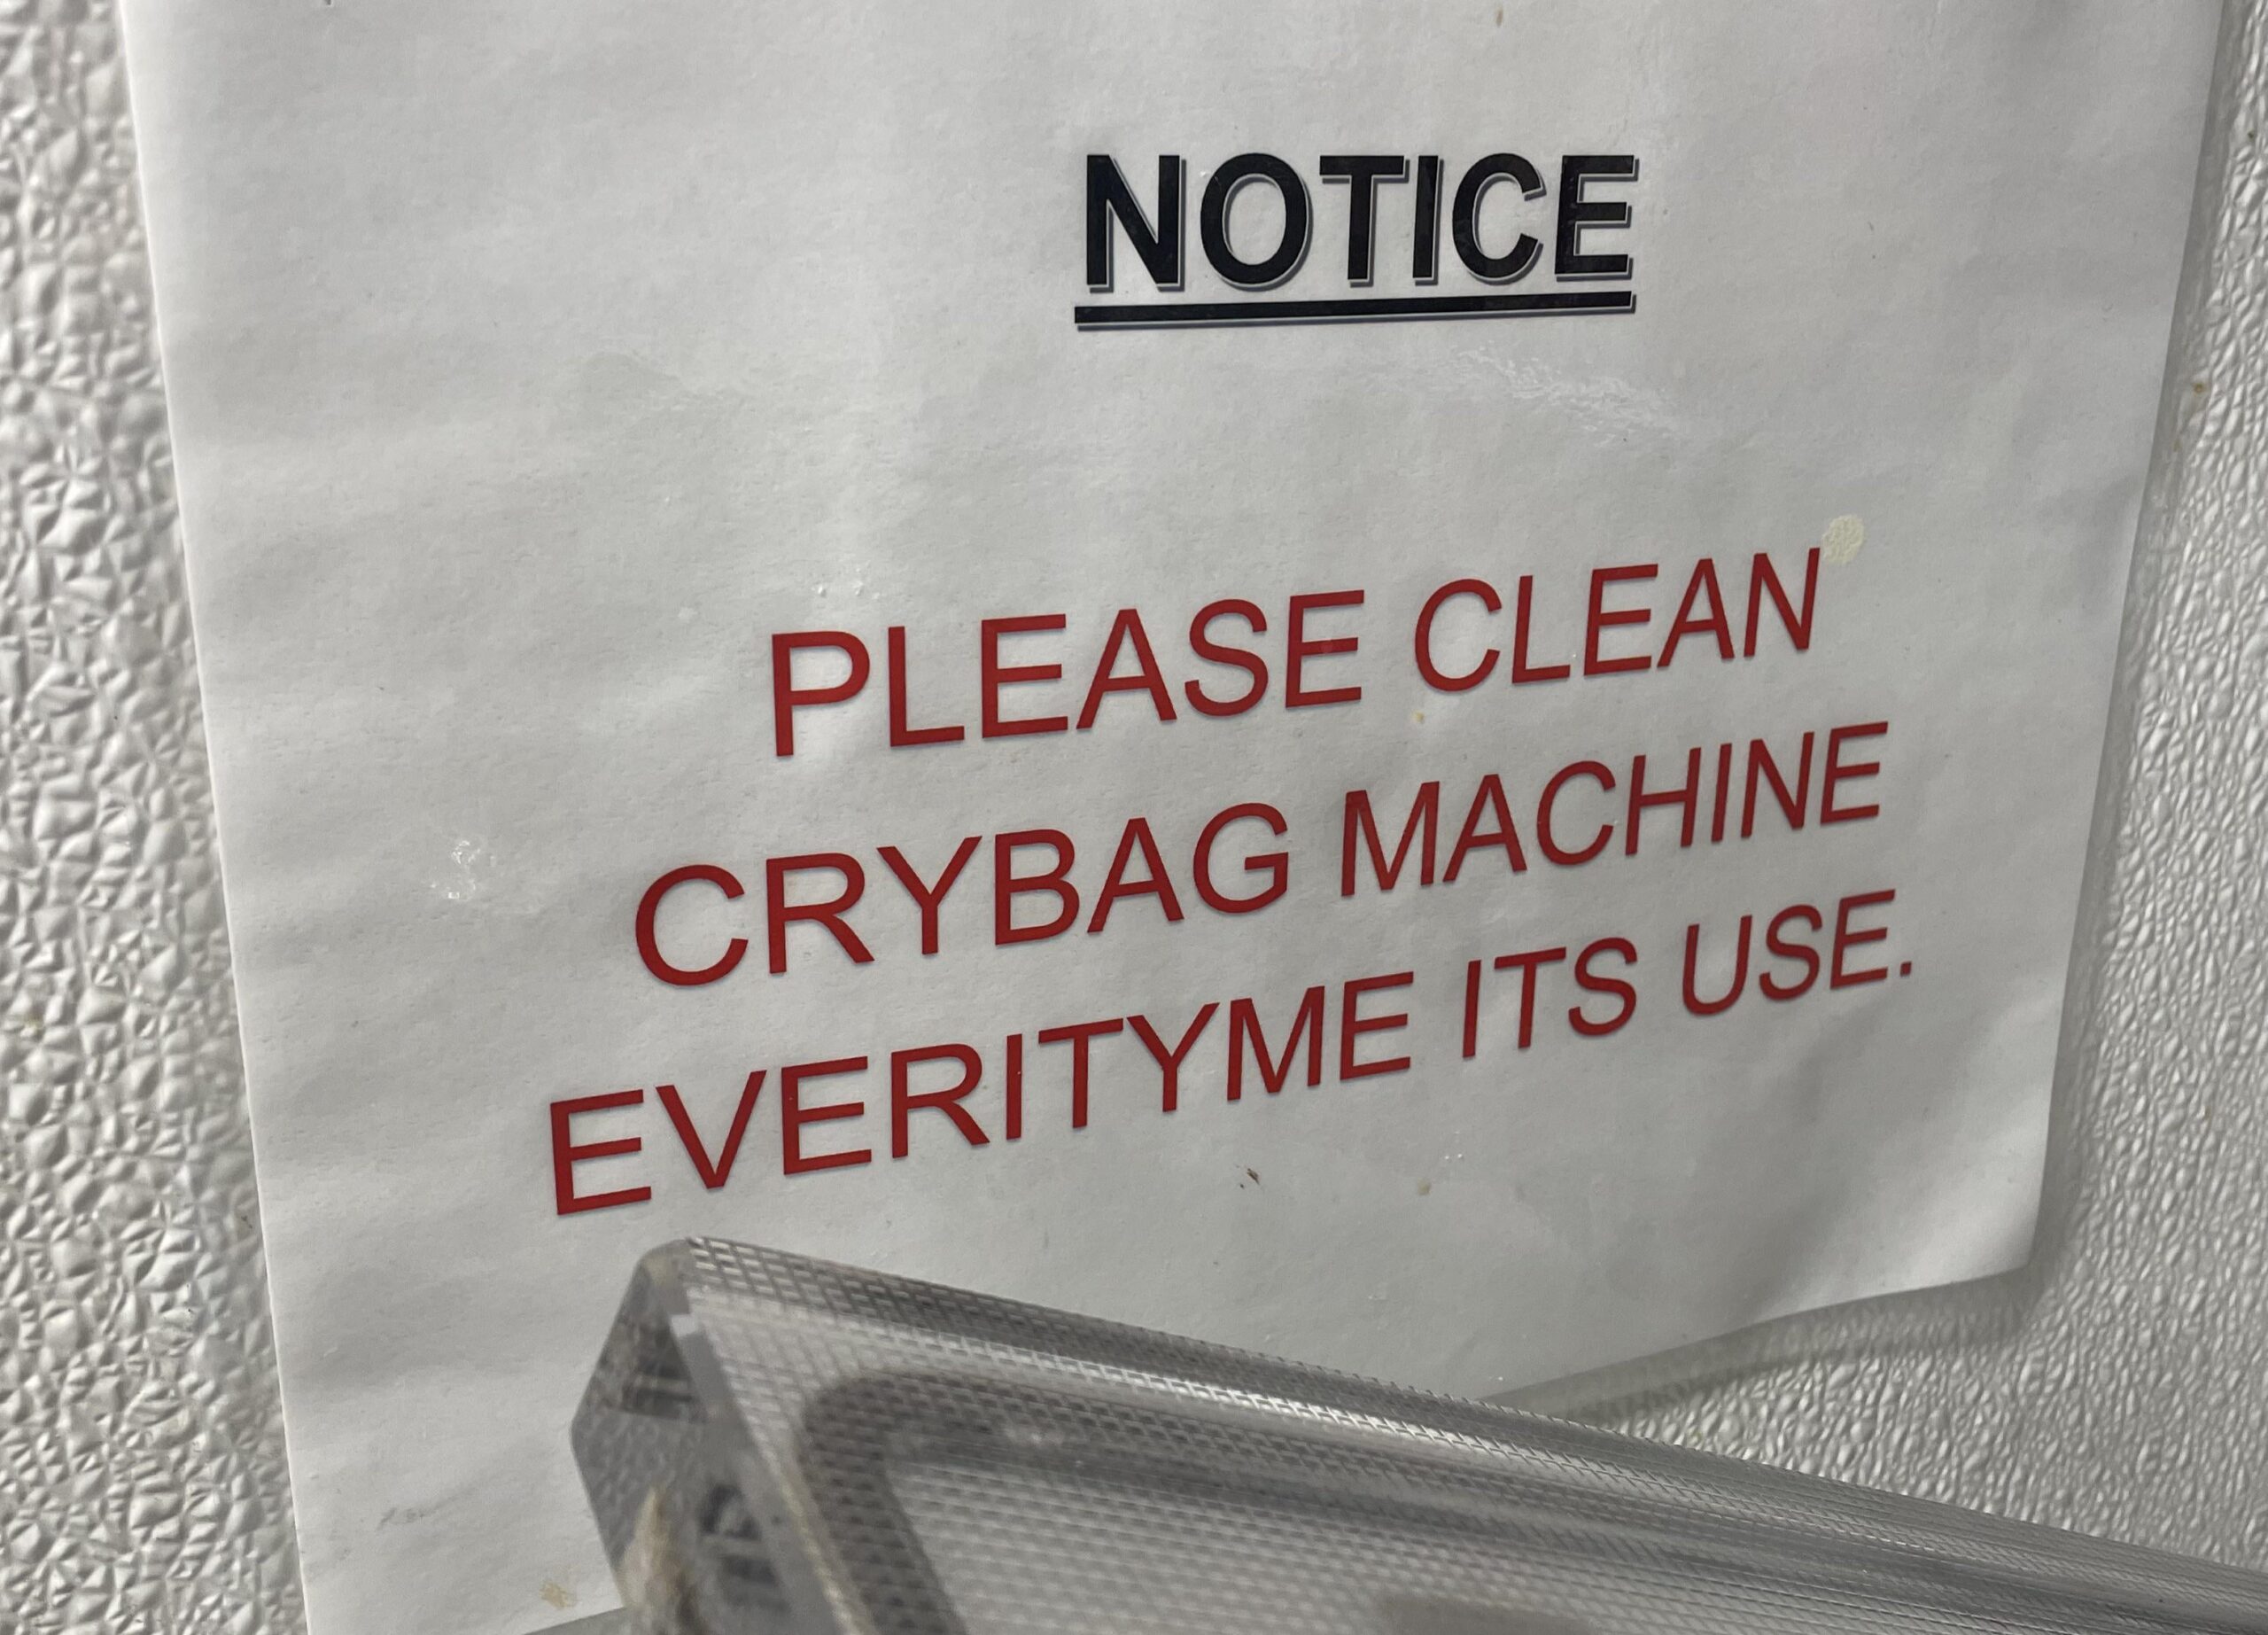 NOTICE
PLEASE CLEAN
CRYBAG MACHINE
EVERITYME ITS USE.